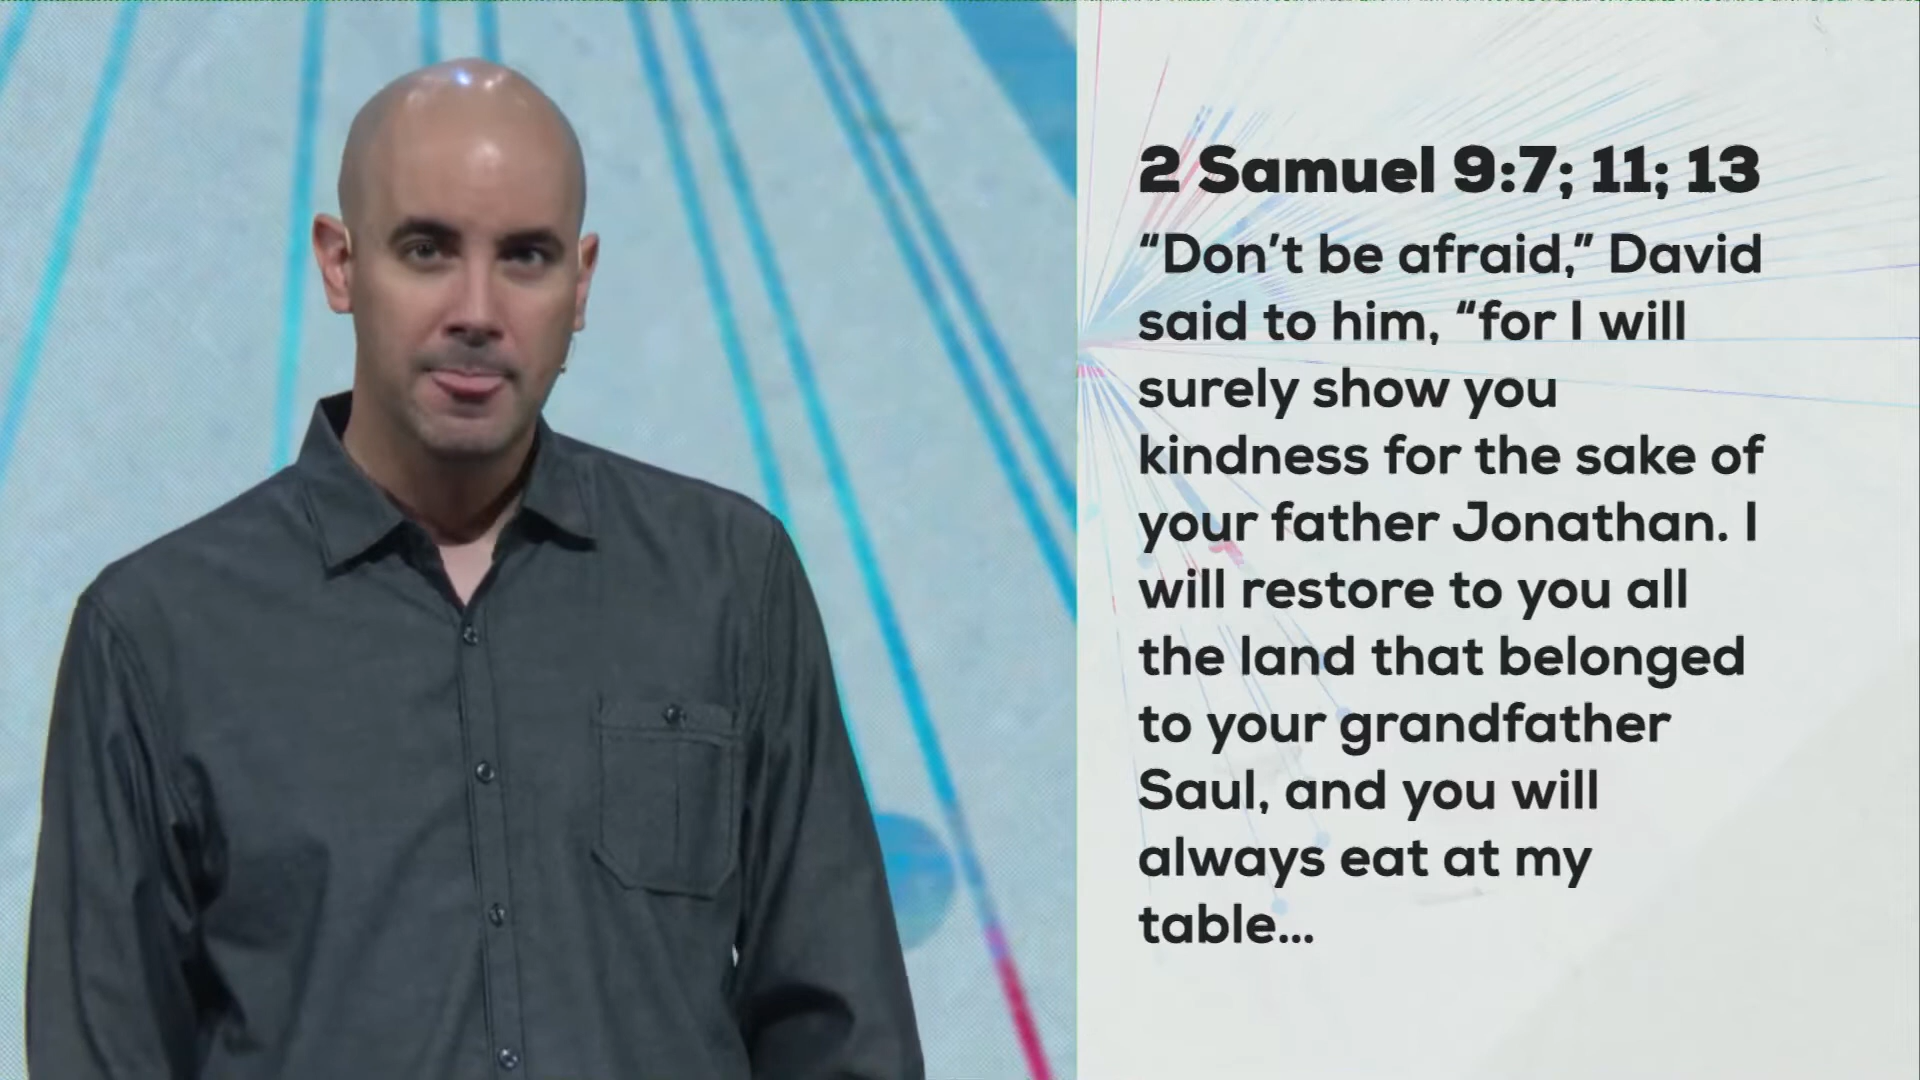 2 Samuel 9:7; 11; 13
“Don’t be afraid,” David
said to him, “for I will
surely show you
kindness for the sake of
your father Jonathan. I
will restore to you all
the land that belonged
to your grandfather
Saul, and you will
always eat at my
table...